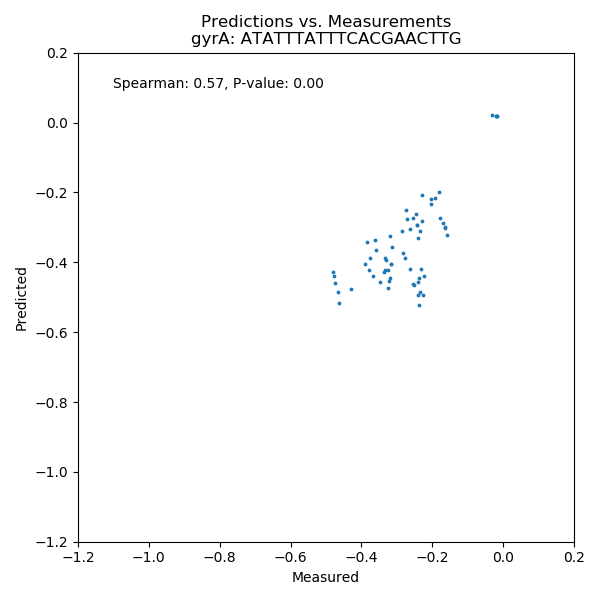 Predictions vs. Measurements
gyrA: ATATTTATTTCACGAACTTG
Spearman: 0.57, P-value: 0.00
0.2
0.0
−0.2
−0.4
−0.6
−0.8
−1.0
−1.2
Predicted
−1.2 −1.0 −0.8 −0.6 −0.4 −0.2 0.0 0.2
Measured